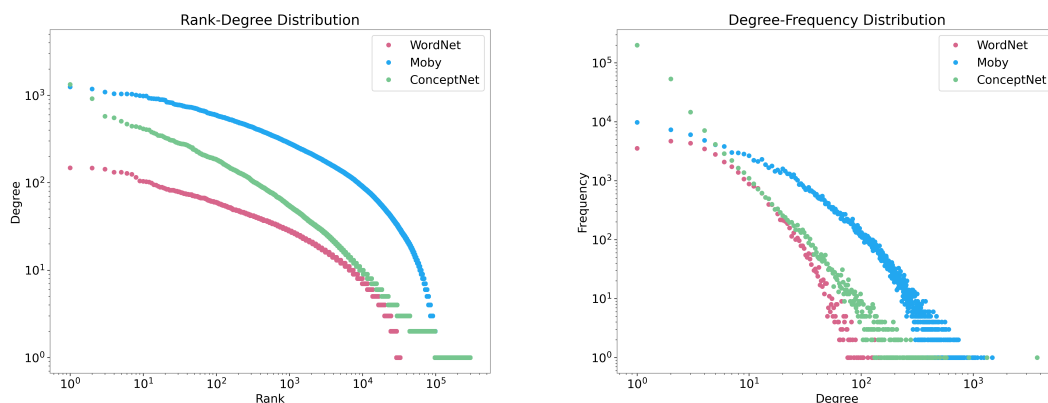 Rank-Degree Distribution
WordNet
Moby
ConceptNet
10^3
10^2
10^1
10^0
Degree
10^0 10^1 10^2 10^3 10^4 10^5
Rank
Degree-Frequency Distribution
WordNet
Moby
ConceptNet
10^5
10^4
10^3
10^2
10^1
10^0
Frequency
10^0 10^1 10^2 10^3
Degree